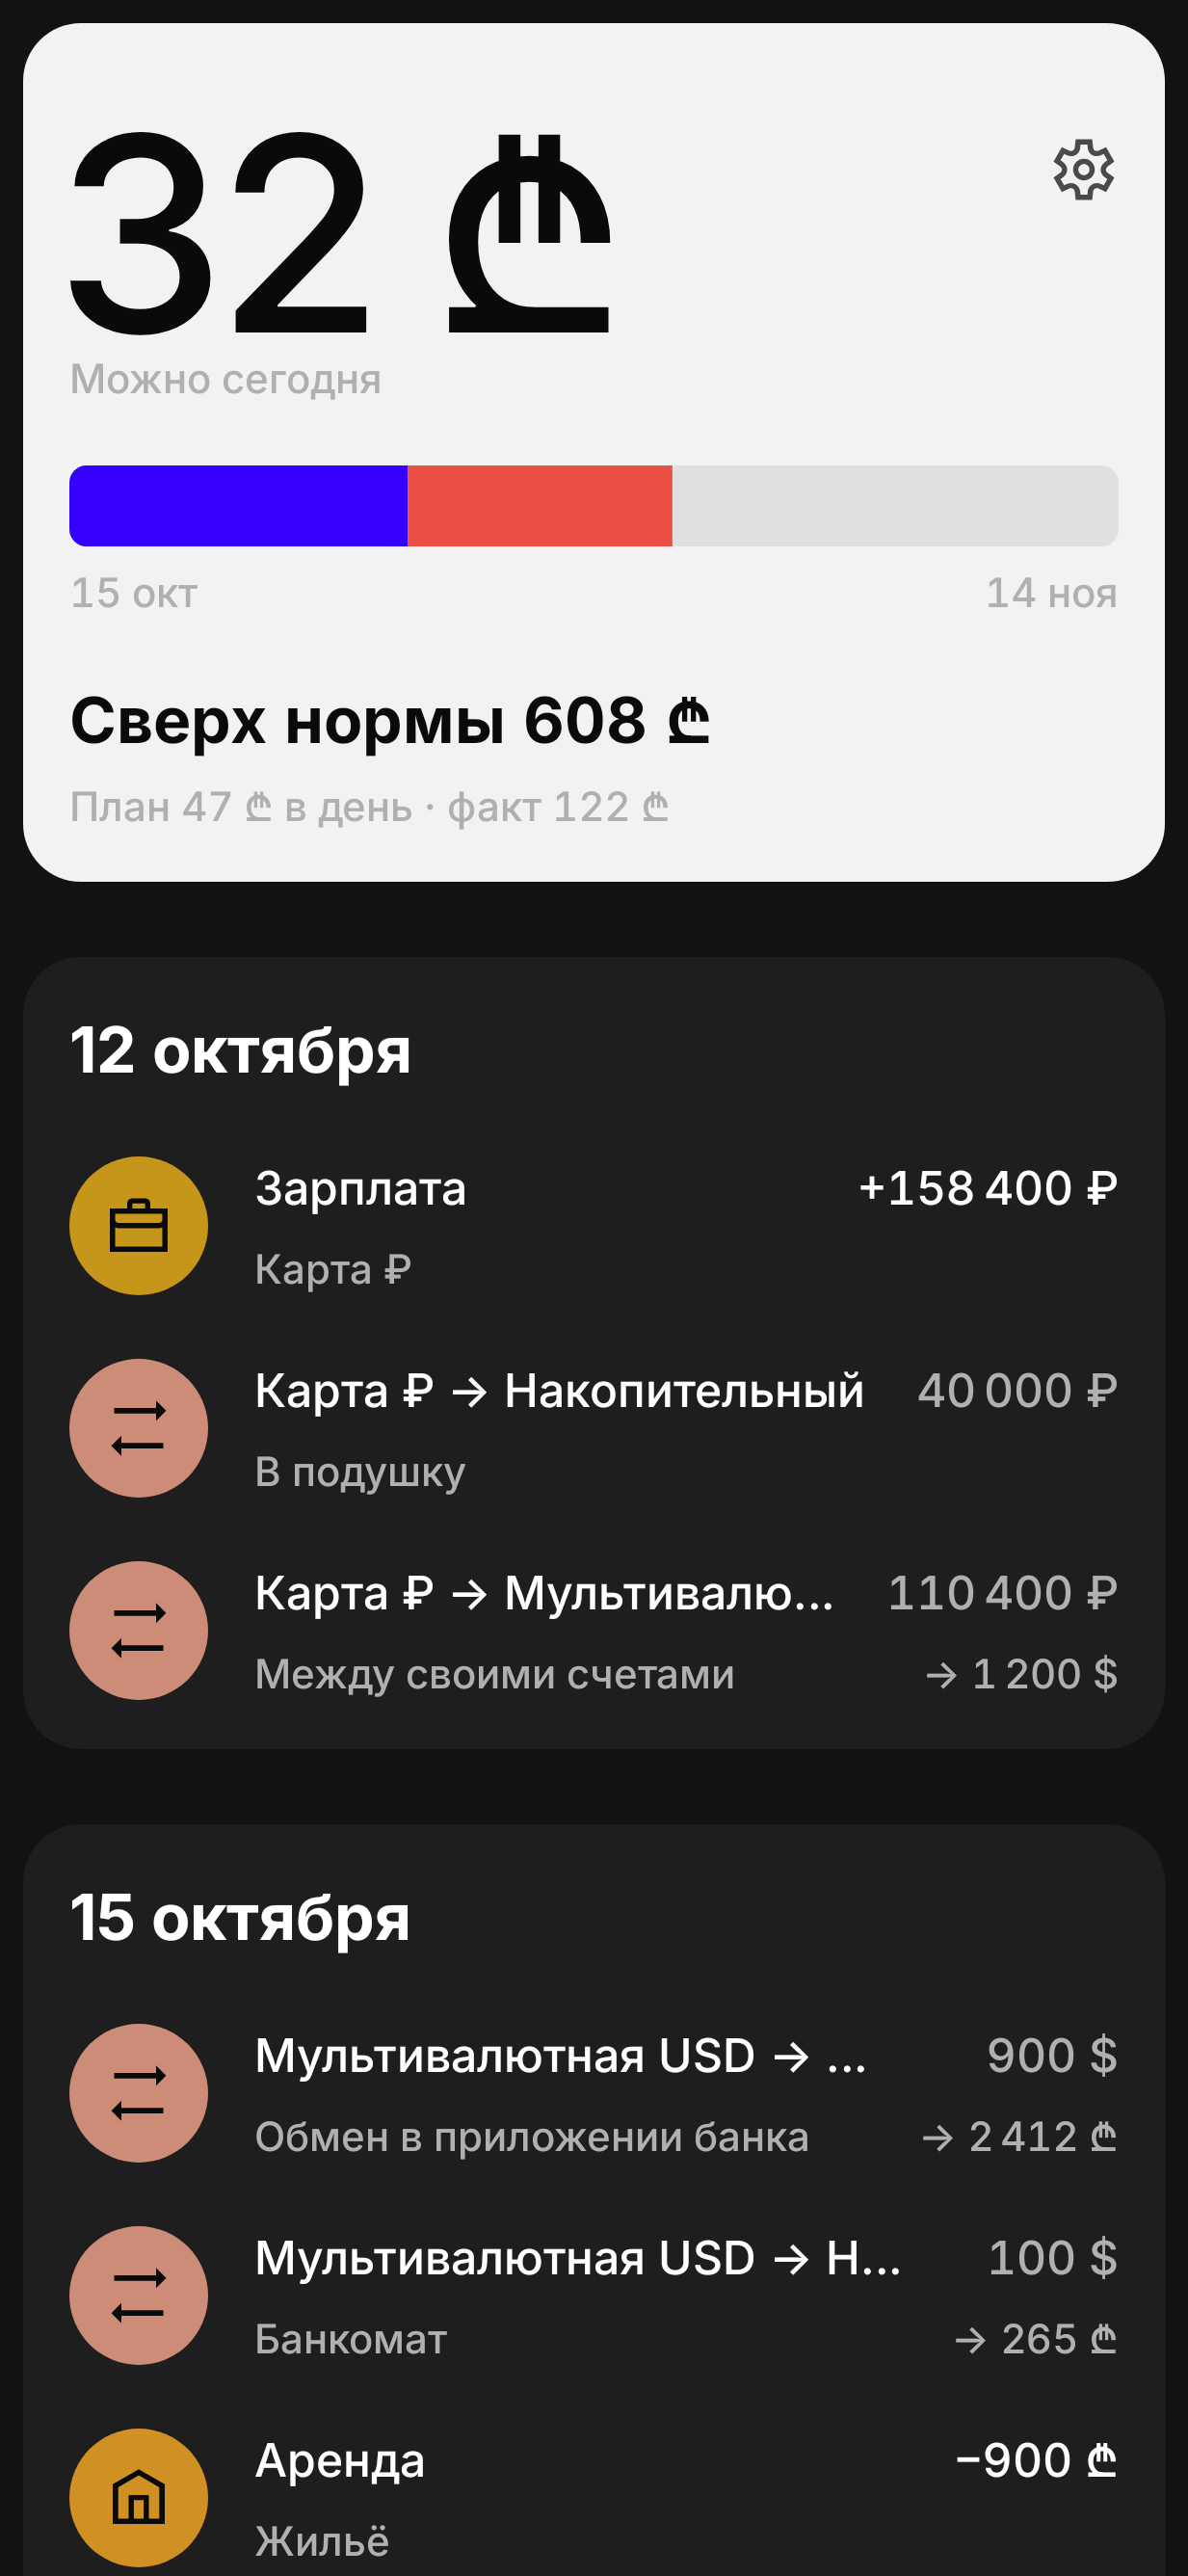 32 ₾
Можно сегодня
15 окт
14 ноя
Сверх нормы 608 ₾
План 47 ₾ в день · факт 122 ₾
12 октября
Зарплата
+158 400 ₽
Карта ₽
Карта ₽ → Накопительный
40 000 ₽
В подушку
Карта ₽ → Мультивалю...
110 400 ₽
Между своими счетами
→ 1 200 $
15 октября
Мультивалютная USD → ...
900 $
Обмен в приложении банка
→ 2 412 ₾
Мультивалютная USD → Н...
100 $
Банкомат
→ 265 ₾
Аренда
−900 ₾
Жильё